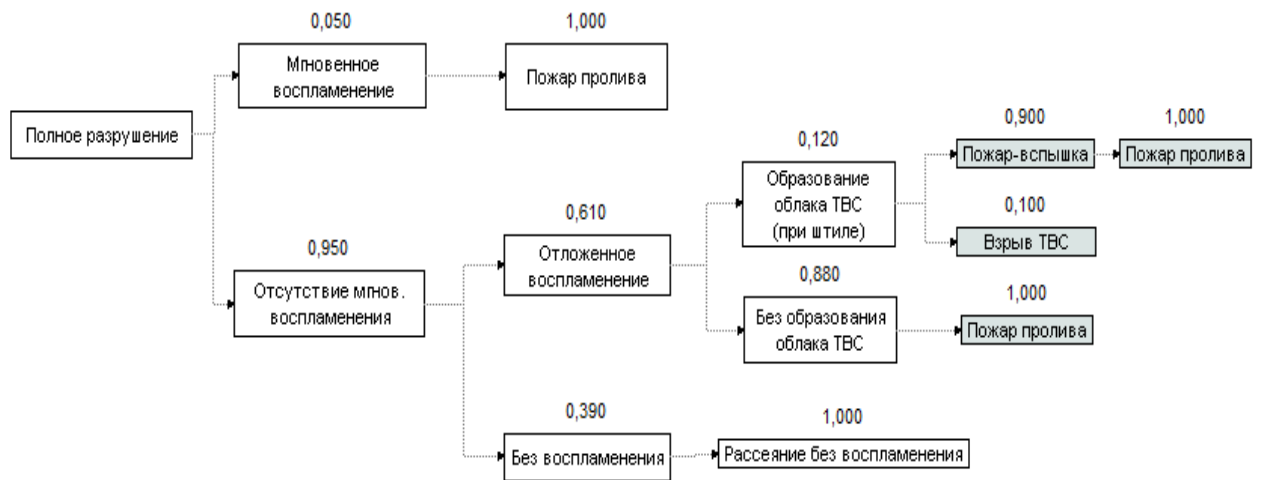 0,050
1,000
Мгновенное
воспламенение
Пожар пролива
Полное разрушение
0,900
1,000
0,120
Пожар-вспышка
Пожар пролива
Образование
облака ТВС
(при штиле)
0,610
0,100
Взрыв ТВС
0,950
Отложенное
воспламенение
0,880
Отсутствие мгнов.
воспламенения
1,000
Без образования
облака ТВС
Пожар пролива
0,390
1,000
Без воспламенения
Рассеяние без воспламенения